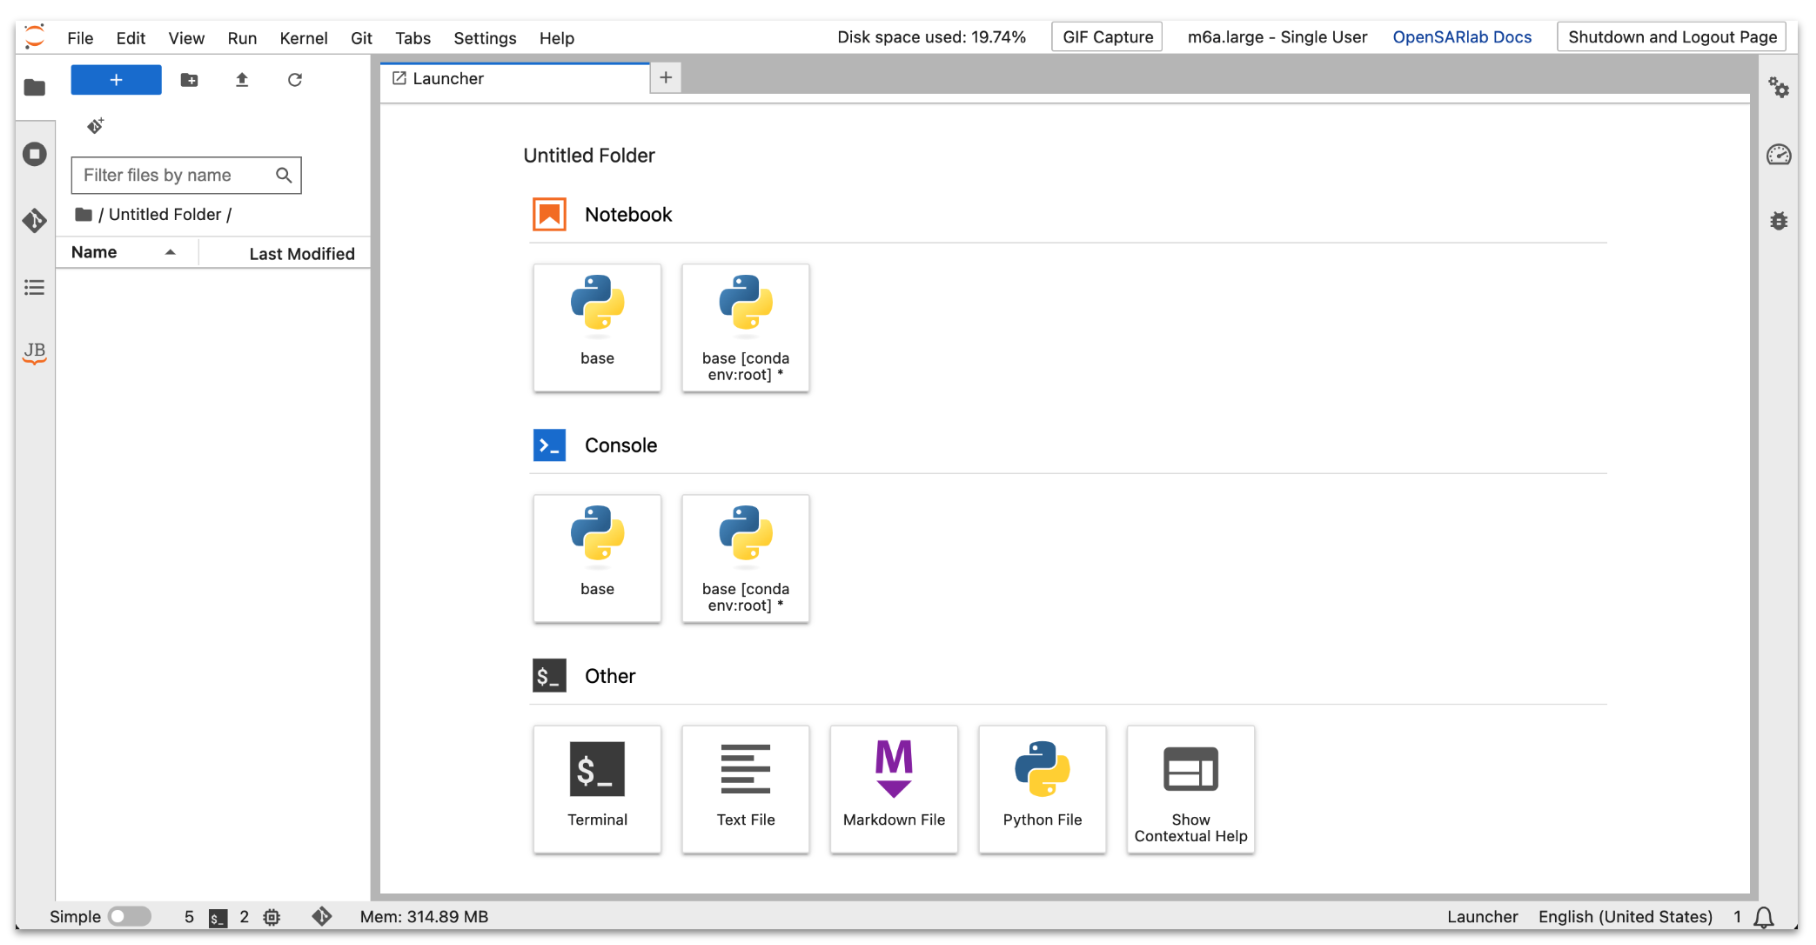 File Edit View Run Kernel Git Tabs Settings Help Disk space used: 19.74% GIF Capture m6a.large - Single User OpenSARlab Docs Shutdown and Logout Page
+
Launcher +
Filter files by name
/ Untitled Folder /
Name Last Modified
JB
Untitled Folder
Notebook
base
base [conda
env:root] *
>_ Console
base
base [conda
env:root] *
$_ Other
$_
Terminal
Text File
M
Markdown File
Python File
Show
Contextual Help
Simple 5 $_ 2 Mem: 314.89 MB Launcher English (United States) 1